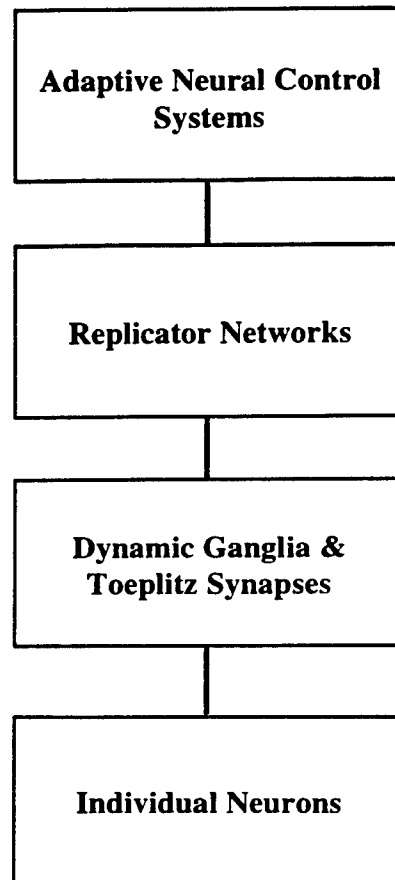 Adaptive Neural Control
Systems
Replicator Networks
Dynamic Ganglia &
Toeplitz Synapses
Individual Neurons